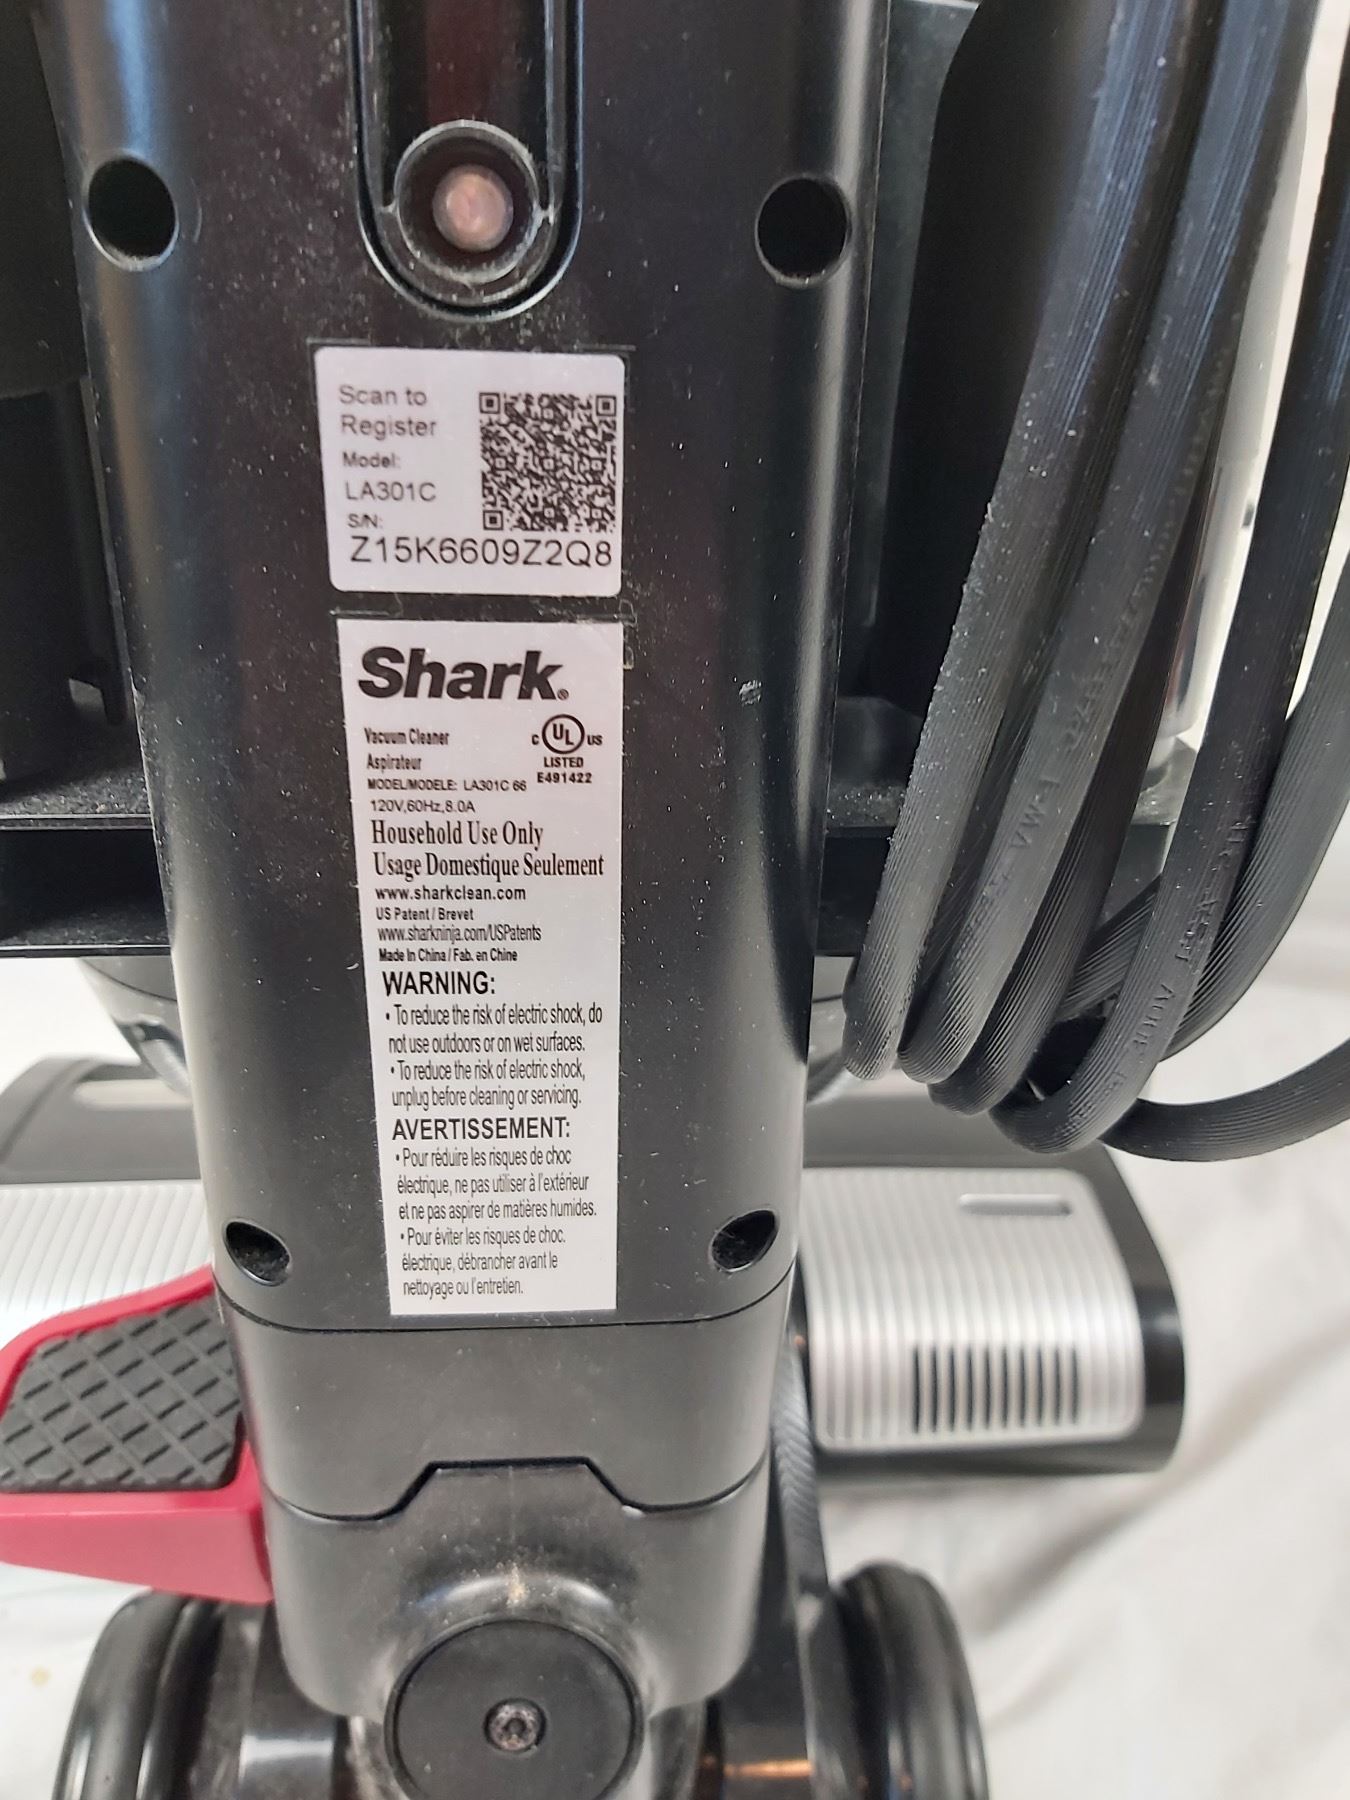 Scan to
Register
Model:
LA301C
S/N:
Z15K6609Z2Q8
Shark®
Vacuum Cleaner
Aspirateur
C UL US
LISTED
E491422
MODEL/MODELE: LA301C 66
120V,60Hz,8.0A
Household Use Only
Usage Domestique Seulement
www.sharkclean.com
US Patent / Brevet
www.sharkninja.com/USPatents
Made In China / Fab. en Chine
WARNING:
• To reduce the risk of electric shock, do
not use outdoors or on wet surfaces.
• To reduce the risk of electric shock,
unplug before cleaning or servicing.
AVERTISSEMENT:
• Pour réduire les risques de choc
électrique, ne pas utiliser à l'extérieur
et ne pas aspirer de matières humides.
• Pour éviter les risques de choc.
électrique, débrancher avant le
nettoyage ou l'entretien.
VW-1
300V